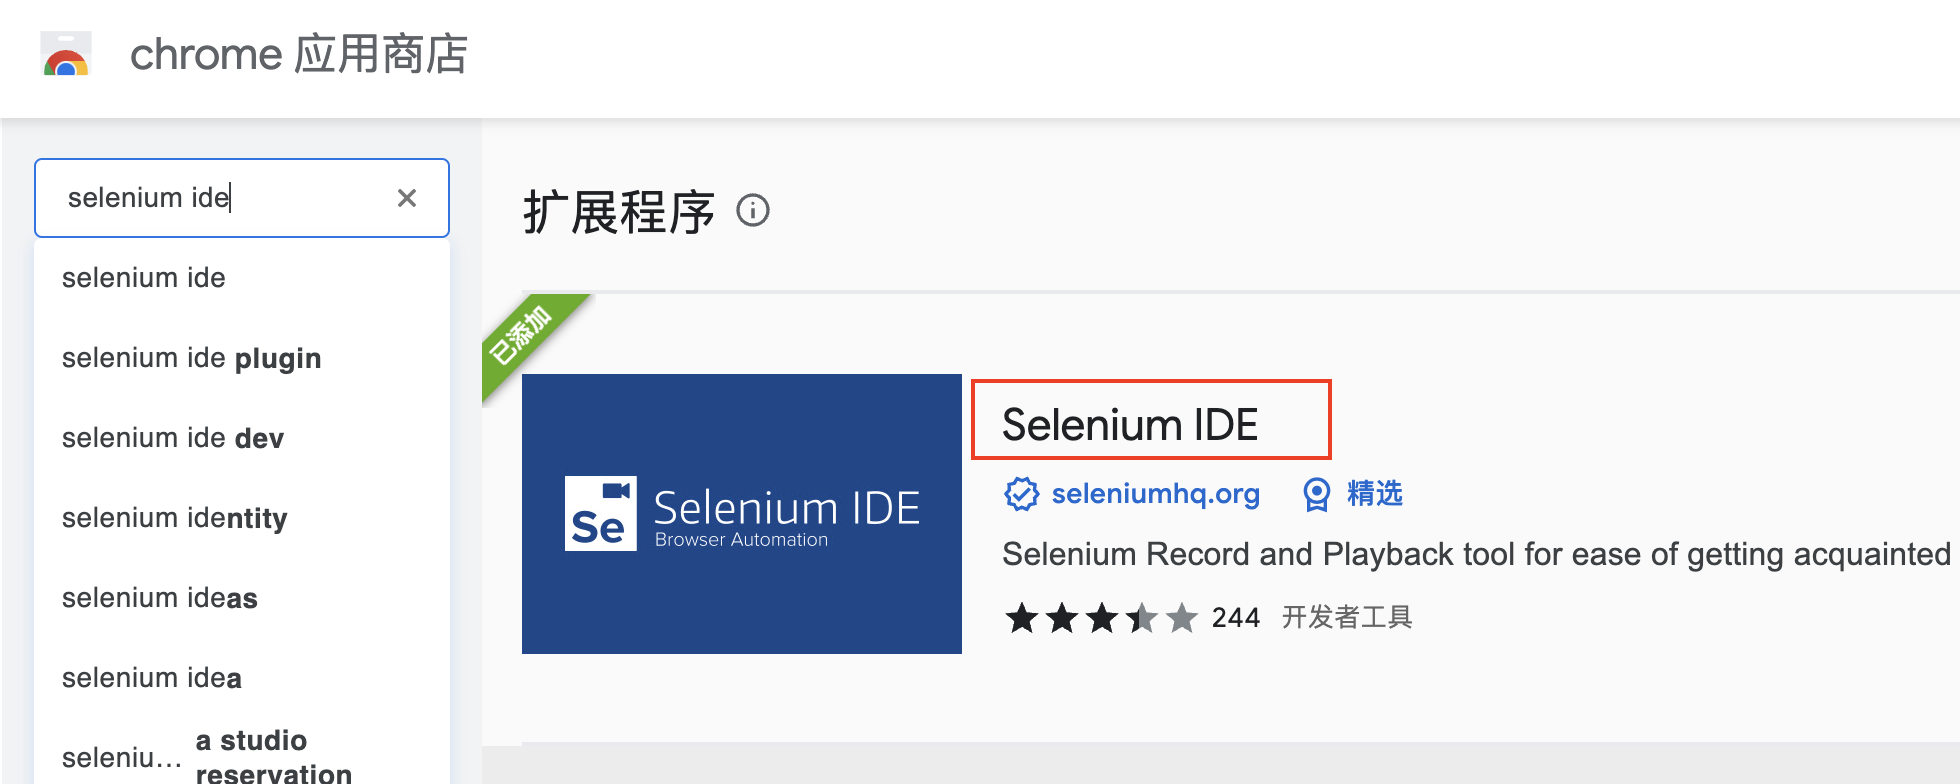 chrome 应用商店
selenium ide
selenium ide
selenium ide plugin
selenium ide dev
selenium identity
selenium ideas
selenium idea
seleniu... a studio
reservation
扩展程序
已添加
Se
Selenium IDE
Browser Automation
Selenium IDE
seleniumhq.org 精选
Selenium Record and Playback tool for ease of getting acquainted
244 开发者工具